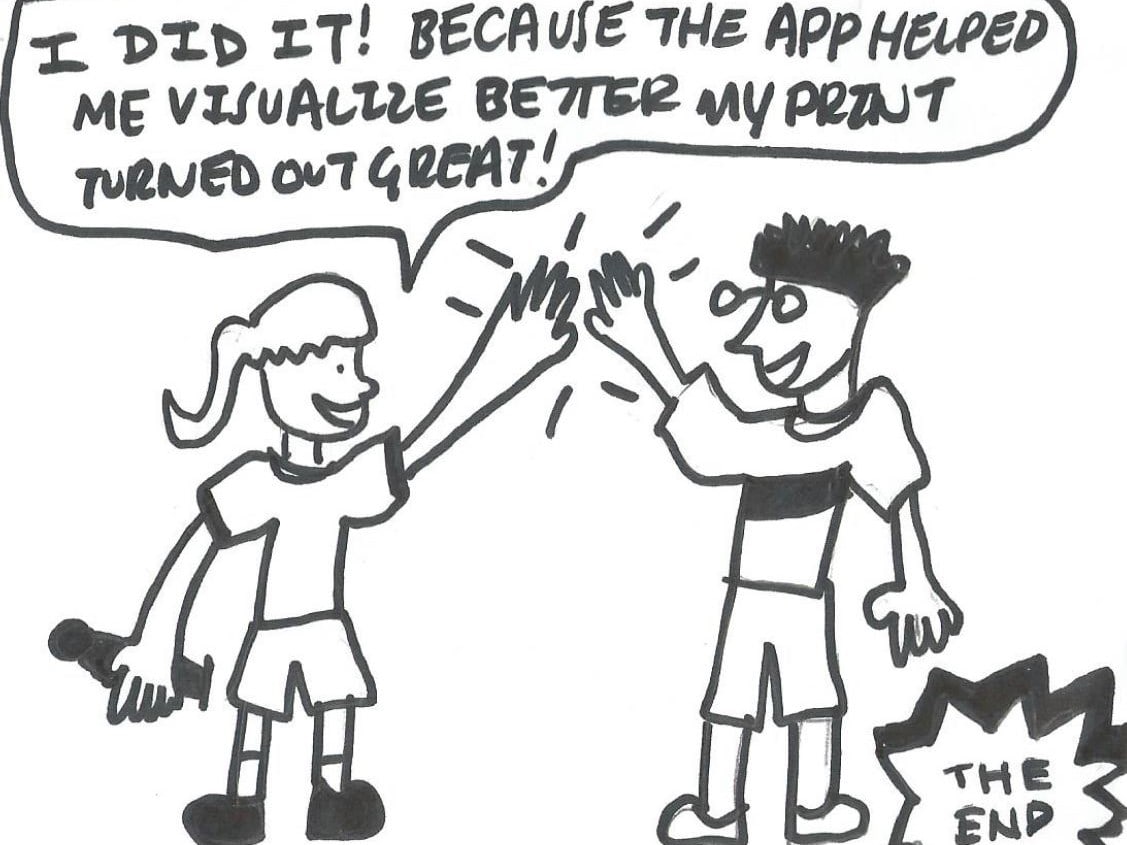 I DID IT! BECAUSE THE APP HELPED
ME VISUALIZE BETTER MY PRINT
TURNED OUT GREAT!
THE
END